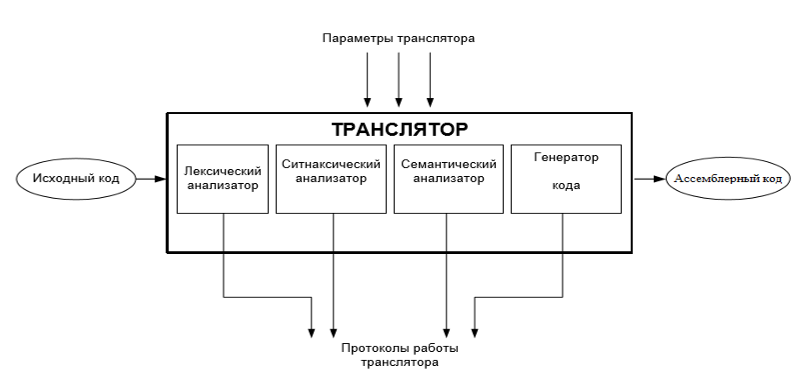 Параметры транслятора
ТРАНСЛЯТОР
Исходный код
Лексический
анализатор
Ситнаксический
анализатор
Семантический
анализатор
Генератор
кода
Ассемблерный код
Протоколы работы
транслятора